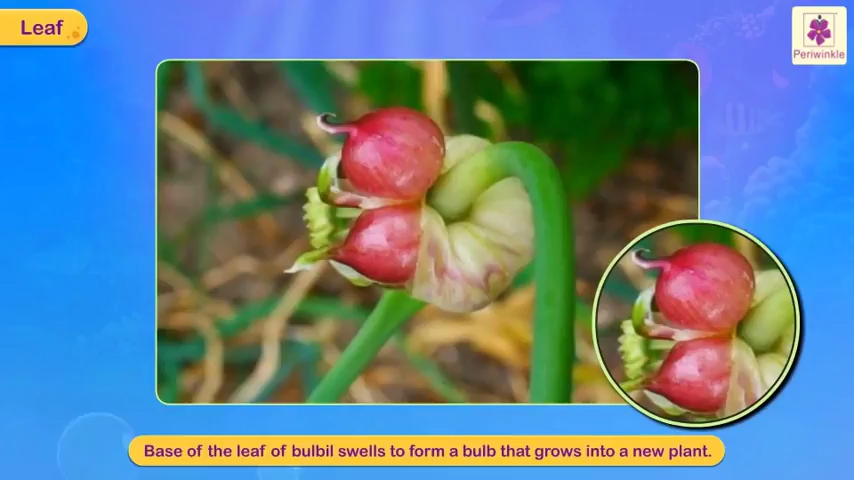 Leaf
Periwinkle
Base of the leaf of bulbil swells to form a bulb that grows into a new plant.